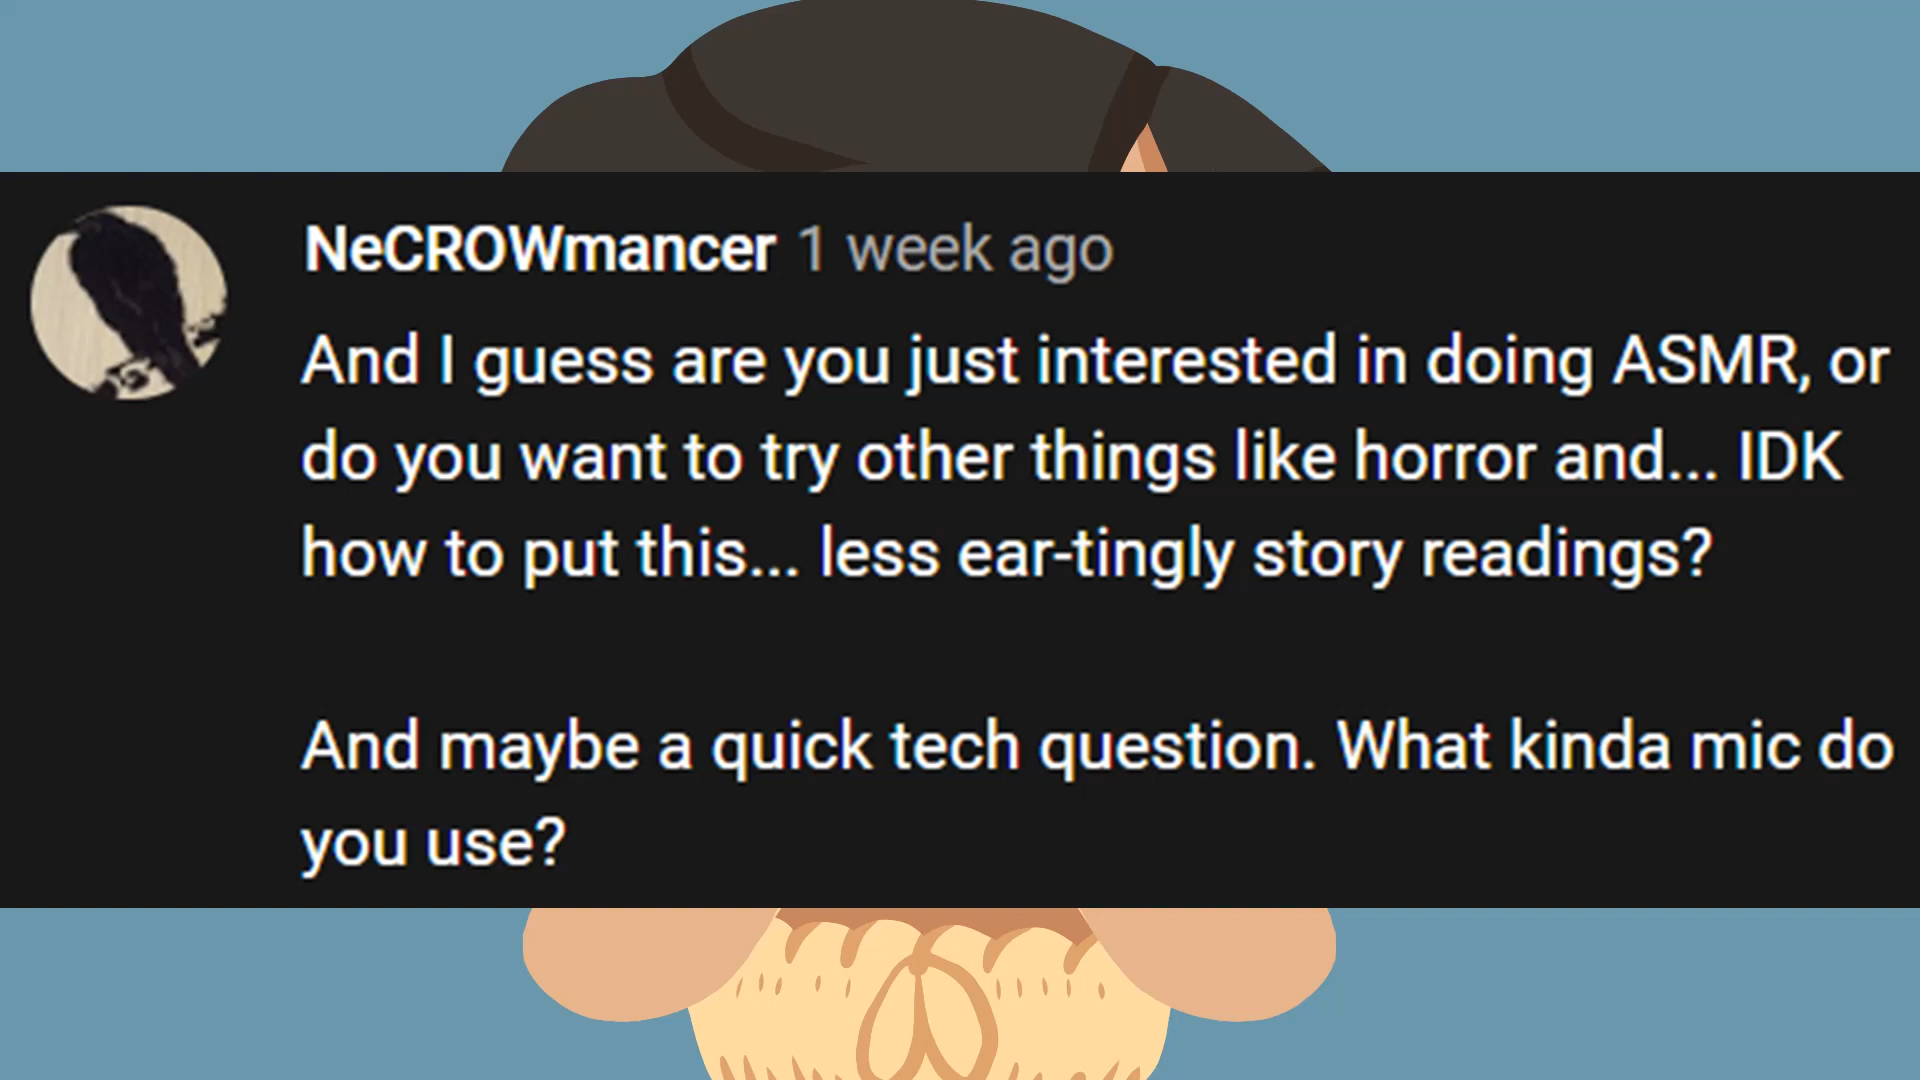 NeCROWmancer 1 week ago
And I guess are you just interested in doing ASMR, or
do you want to try other things like horror and... IDK
how to put this... less ear-tingly story readings?
And maybe a quick tech question. What kinda mic do
you use?